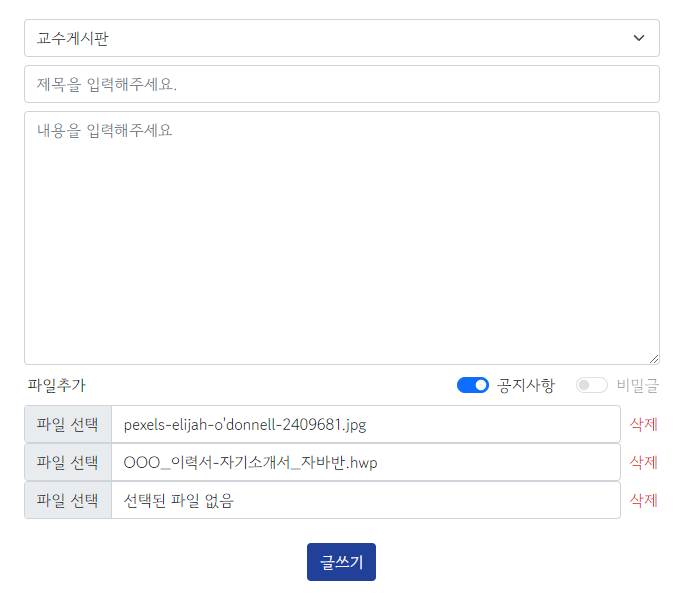 교수게시판
제목을 입력해주세요.
내용을 입력해주세요
파일추가 공지사항 비밀글
파일 선택 pexels-elijah-o'donnell-2409681.jpg 삭제
파일 선택 OOO_이력서-자기소개서_자바반.hwp 삭제
파일 선택 선택된 파일 없음 삭제
글쓰기